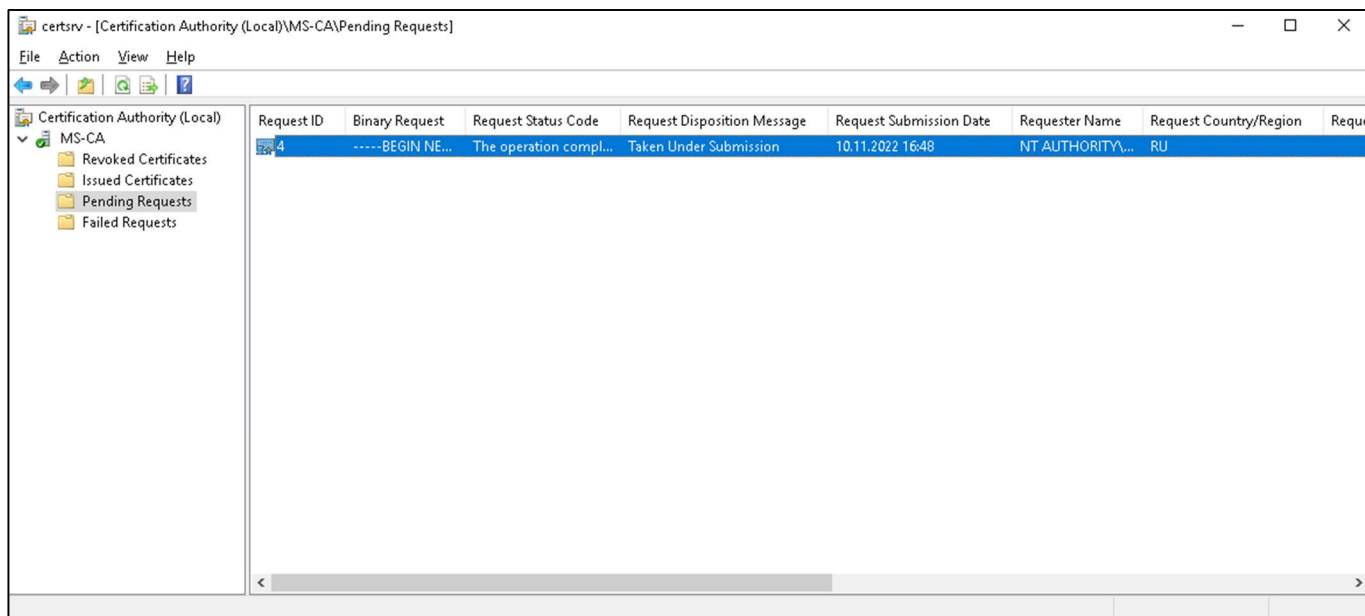 certsrv - [Certification Authority (Local)\MS-CA\Pending Requests]
File Action View Help
Certification Authority (Local)
MS-CA
Revoked Certificates
Issued Certificates
Pending Requests
Failed Requests
Request ID Binary Request Request Status Code Request Disposition Message Request Submission Date Requester Name Request Country/Region Reque
4 -----BEGIN NE... The operation compl... Taken Under Submission 10.11.2022 16:48 NT AUTHORITY\... RU